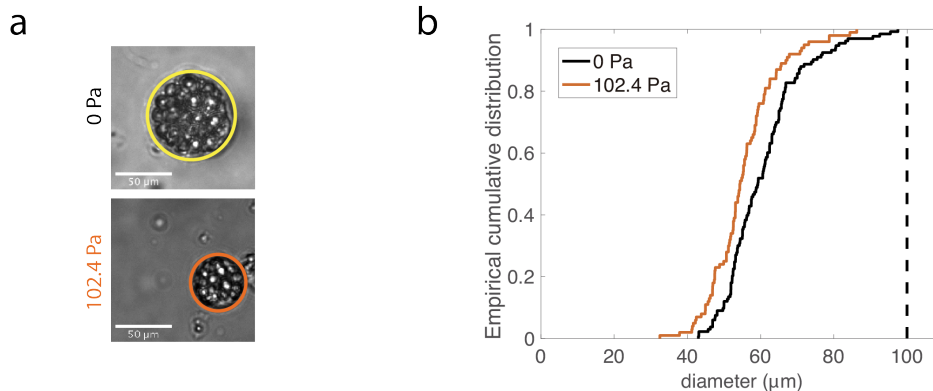 a
0 Pa
50 µm
102.4 Pa
50 µm
b
Empirical cumulative distribution
1
0.8
0.6
0.4
0.2
0
0 Pa
102.4 Pa
0 20 40 60 80 100
diameter (µm)